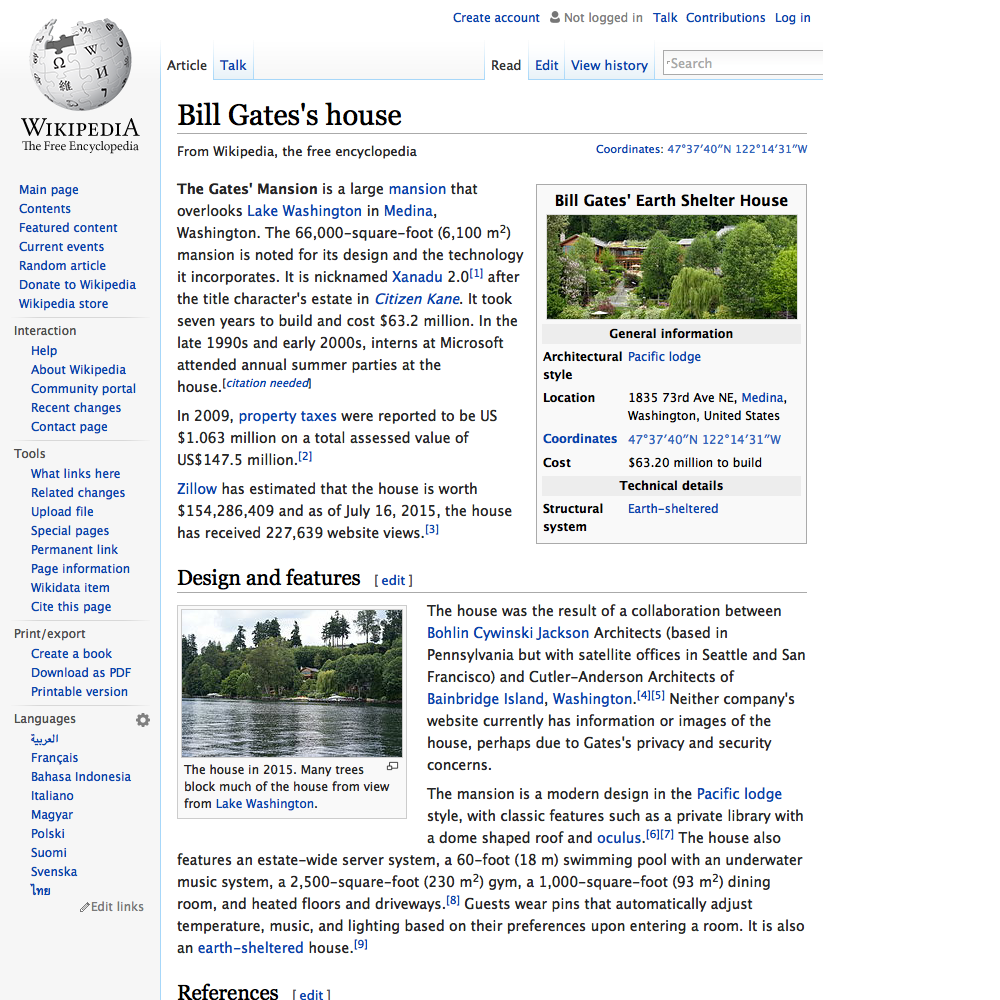 Create account Not logged in Talk Contributions Log in
Article Talk Read Edit View history Search
WIKIPEDIA
The Free Encyclopedia
Main page
Contents
Featured content
Current events
Random article
Donate to Wikipedia
Wikipedia store
Interaction
Help
About Wikipedia
Community portal
Recent changes
Contact page
Tools
What links here
Related changes
Upload file
Special pages
Permanent link
Page information
Wikidata item
Cite this page
Print/export
Create a book
Download as PDF
Printable version
Languages
العربية
Français
Bahasa Indonesia
Italiano
Magyar
Polski
Suomi
Svenska
ไทย
Edit links
Bill Gates's house
From Wikipedia, the free encyclopedia
Coordinates: 47°37′40″N 122°14′31″W
The Gates' Mansion is a large mansion that
overlooks Lake Washington in Medina,
Washington. The 66,000-square-foot (6,100 m²)
mansion is noted for its design and the technology
it incorporates. It is nicknamed Xanadu 2.0[1] after
the title character's estate in Citizen Kane. It took
seven years to build and cost $63.2 million. In the
late 1990s and early 2000s, interns at Microsoft
attended annual summer parties at the
house.[citation needed]
In 2009, property taxes were reported to be US
$1.063 million on a total assessed value of
US$147.5 million.[2]
Zillow has estimated that the house is worth
$154,286,409 and as of July 16, 2015, the house
has received 227,639 website views.[3]
Bill Gates' Earth Shelter House
General information
Architectural style Pacific lodge
Location 1835 73rd Ave NE, Medina,
Washington, United States
Coordinates 47°37′40″N 122°14′31″W
Cost $63.20 million to build
Technical details
Structural system Earth-sheltered
Design and features [ edit ]
The house in 2015. Many trees
block much of the house from view
from Lake Washington.
The house was the result of a collaboration between
Bohlin Cywinski Jackson Architects (based in
Pennsylvania but with satellite offices in Seattle and San
Francisco) and Cutler-Anderson Architects of
Bainbridge Island, Washington.[4][5] Neither company's
website currently has information or images of the
house, perhaps due to Gates's privacy and security
concerns.
The mansion is a modern design in the Pacific lodge
style, with classic features such as a private library with
a dome shaped roof and oculus.[6][7] The house also
features an estate-wide server system, a 60-foot (18 m) swimming pool with an underwater
music system, a 2,500-square-foot (230 m²) gym, a 1,000-square-foot (93 m²) dining
room, and heated floors and driveways.[8] Guests wear pins that automatically adjust
temperature, music, and lighting based on their preferences upon entering a room. It is also
an earth-sheltered house.[9]
References [ edit ]